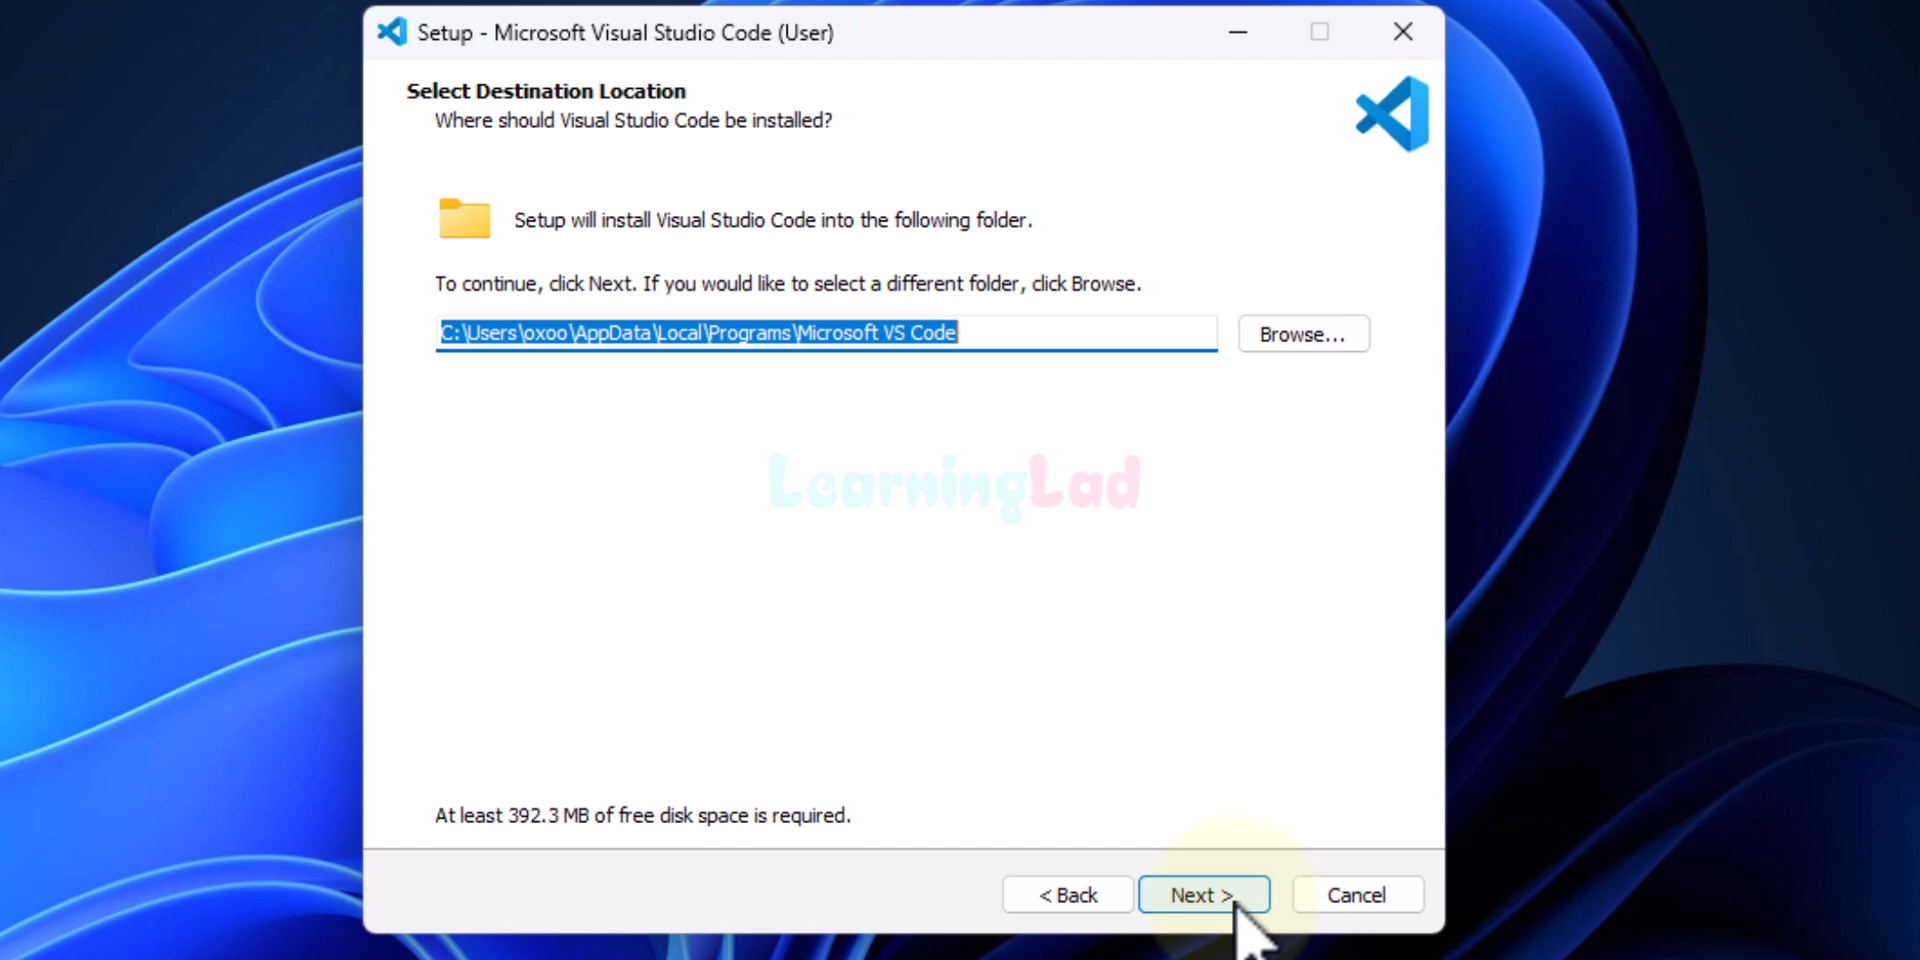 Setup - Microsoft Visual Studio Code (User)
Select Destination Location
Where should Visual Studio Code be installed?
Setup will install Visual Studio Code into the following folder.
To continue, click Next. If you would like to select a different folder, click Browse.
C:\Users\oxoo\AppData\Local\Programs\Microsoft VS Code
Browse...
LearningLad
At least 392.3 MB of free disk space is required.
< Back
Next >
Cancel